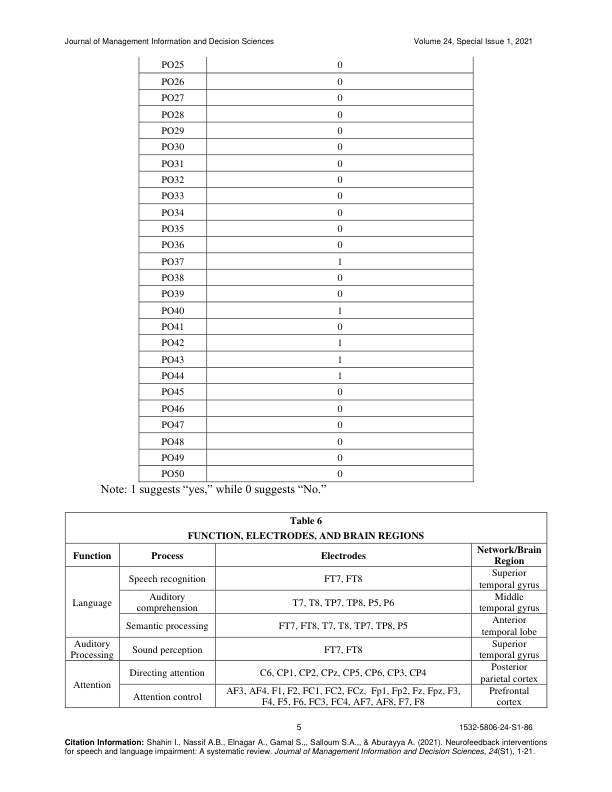 Journal of Management Information and Decision Sciences Volume 24, Special Issue 1, 2021
PO25 0
PO26 0
PO27 0
PO28 0
PO29 0
PO30 0
PO31 0
PO32 0
PO33 0
PO34 0
PO35 0
PO36 0
PO37 1
PO38 0
PO39 0
PO40 1
PO41 0
PO42 1
PO43 1
PO44 1
PO45 0
PO46 0
PO47 0
PO48 0
PO49 0
PO50 0
Note: 1 suggests “yes,” while 0 suggests “No.”
Table 6
FUNCTION, ELECTRODES, AND BRAIN REGIONS
Function Process Electrodes Network/Brain
Region
Language
Speech recognition FT7, FT8 Superior
temporal gyrus
Auditory
comprehension T7, T8, TP7, TP8, P5, P6 Middle
temporal gyrus
Semantic processing FT7, FT8, T7, T8, TP7, TP8, P5 Anterior
temporal lobe
Auditory
Processing Sound perception FT7, FT8 Superior
temporal gyrus
Attention
Directing attention C6, CP1, CP2, CPz, CP5, CP6, CP3, CP4 Posterior
parietal cortex
Attention control AF3, AF4, F1, F2, FC1, FC2, FCz, Fp1, Fp2, Fz, Fpz, F3,
F4, F5, F6, FC3, FC4, AF7, AF8, F7, F8 Prefrontal
cortex
5 1532-5806-24-S1-86
Citation Information: Shahin I., Nassif A.B., Elnagar A., Gamal S.,, Salloum S.A.,, & Aburayya A. (2021). Neurofeedback interventions
for speech and language impairment: A systematic review. Journal of Management Information and Decision Sciences, 24(S1), 1-21.